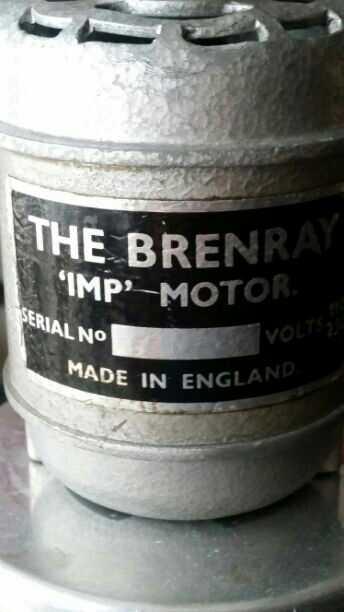 THE BRENRAY
'IMP' MOTOR.
SERIAL Nº VOLTS
MADE IN ENGLAND.